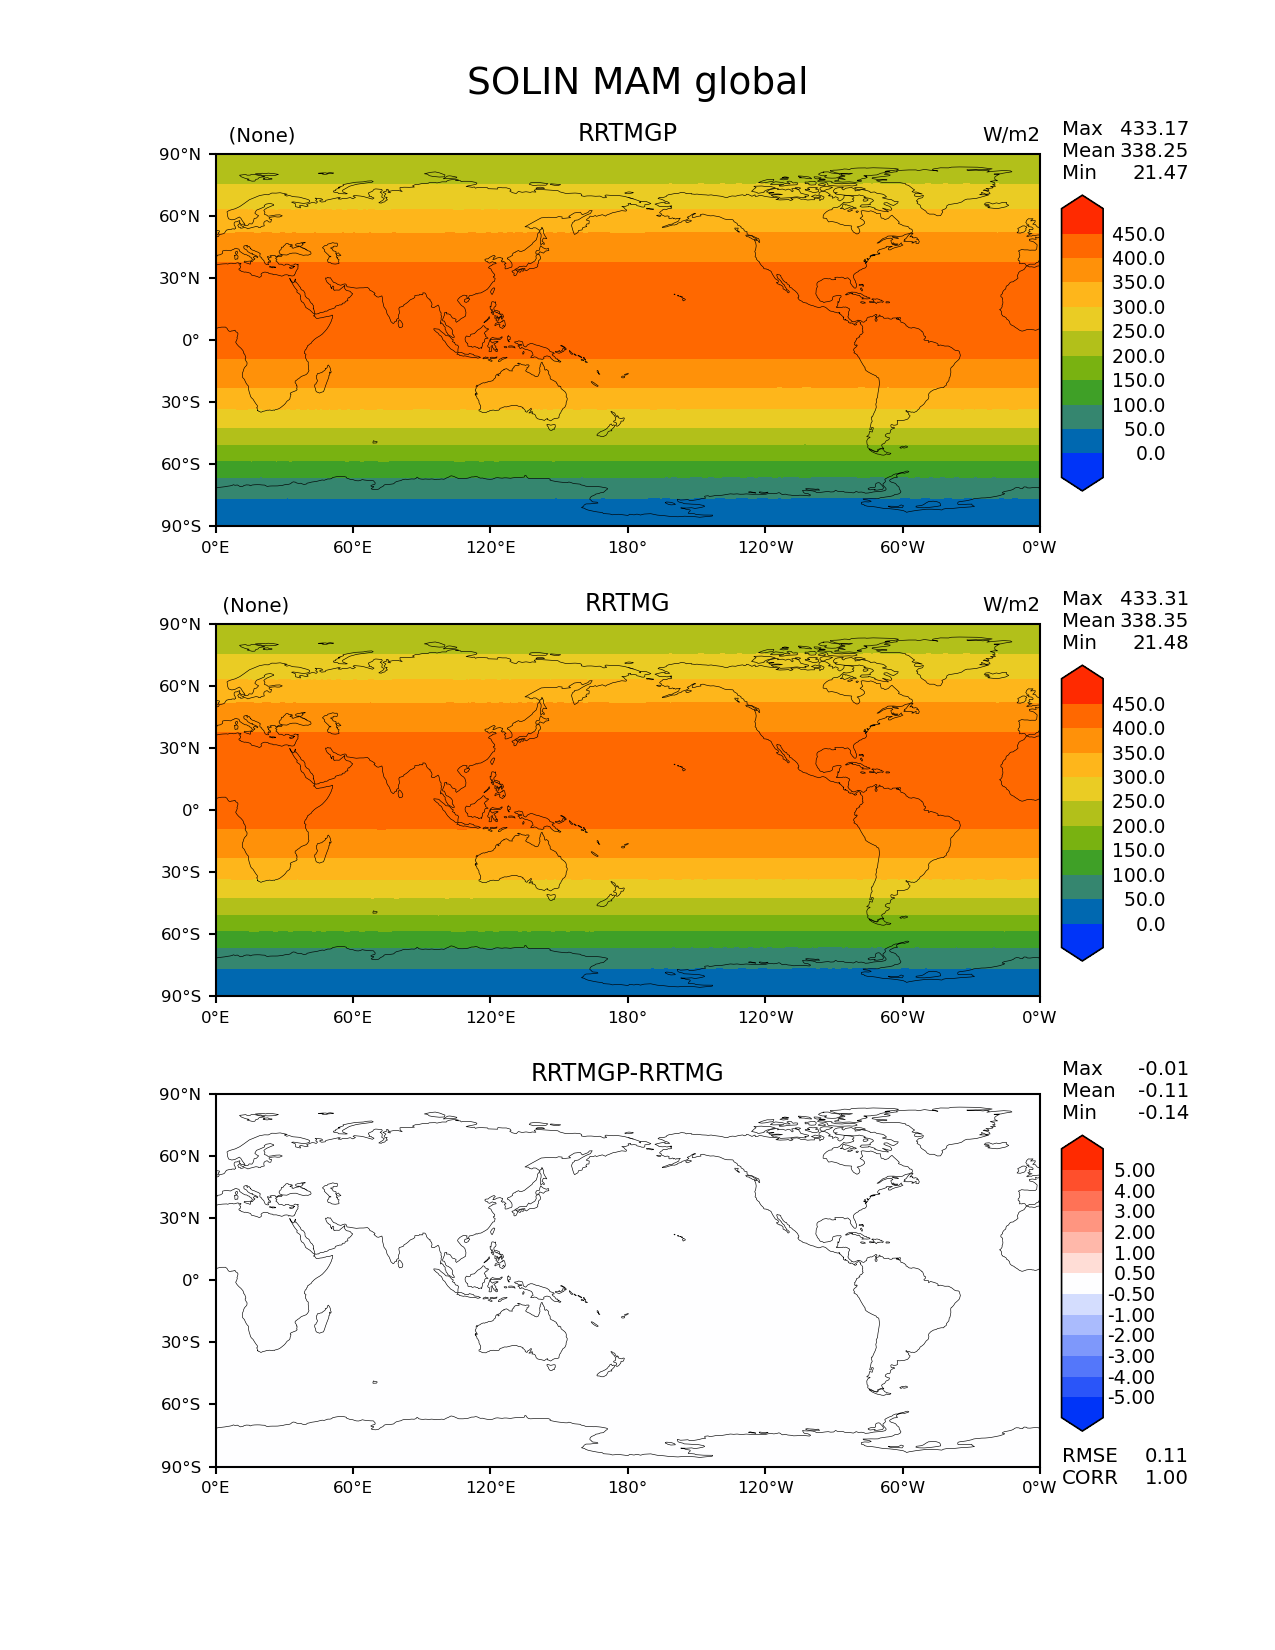 SOLIN MAM global
(None) RRTMGP W/m2
Max 433.17
Mean 338.25
Min 21.47
90°N
60°N
30°N
0°
30°S
60°S
90°S
0°E 60°E 120°E 180° 120°W 60°W 0°W
450.0
400.0
350.0
300.0
250.0
200.0
150.0
100.0
50.0
0.0
(None) RRTMG W/m2
Max 433.31
Mean 338.35
Min 21.48
90°N
60°N
30°N
0°
30°S
60°S
90°S
0°E 60°E 120°E 180° 120°W 60°W 0°W
450.0
400.0
350.0
300.0
250.0
200.0
150.0
100.0
50.0
0.0
RRTMGP-RRTMG
Max -0.01
Mean -0.11
Min -0.14
90°N
60°N
30°N
0°
30°S
60°S
90°S
0°E 60°E 120°E 180° 120°W 60°W 0°W
5.00
4.00
3.00
2.00
1.00
0.50
-0.50
-1.00
-2.00
-3.00
-4.00
-5.00
RMSE 0.11
CORR 1.00